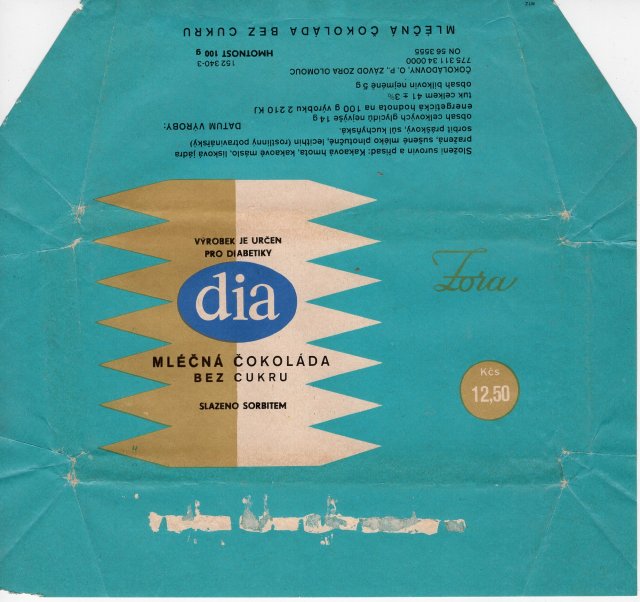 MLÉČNÁ ČOKOLÁDA BEZ CUKRU
HMOTNOST 100 g
152 340-3
ON 56 3555
775 311 34 0000
ČOKOLÁDOVNY, O. P., ZÁVOD ZORA OLOMOUC
obsah bílkovin nejméně 5 g
tuk celkem 41 ± 3%
energetická hodnota na 100 g výrobku 2 210 KJ
obsah celkových glycidů nejvýše 14 g
DATUM VÝROBY:
sorbit práškový, sůl kuchyňská.
pražená, sušené mléko plnotučné, lecithin rostlinný (potravinářský)
Složení surovin a přísad: Kakaová hmota, kakaové máslo, lísková jádra
VÝROBEK JE URČEN
PRO DIABETIKY
dia
MLÉČNÁ ČOKOLÁDA
BEZ CUKRU
SLAZENO SORBITEM
Zora
Kčs
12,50